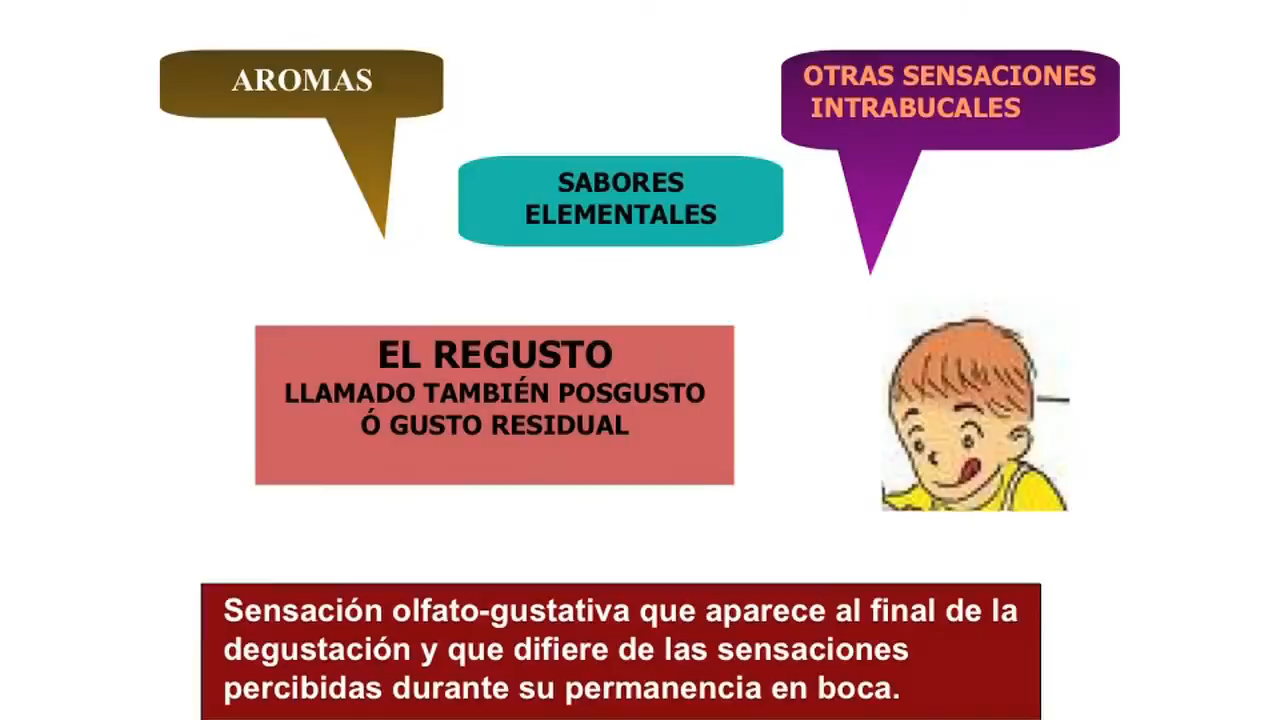 AROMAS
OTRAS SENSACIONES
INTRABUCALES
SABORES
ELEMENTALES
EL REGUSTO
LLAMADO TAMBIÉN POSGUSTO
Ó GUSTO RESIDUAL
Sensación olfato-gustativa que aparece al final de la
degustación y que difiere de las sensaciones
percibidas durante su permanencia en boca.